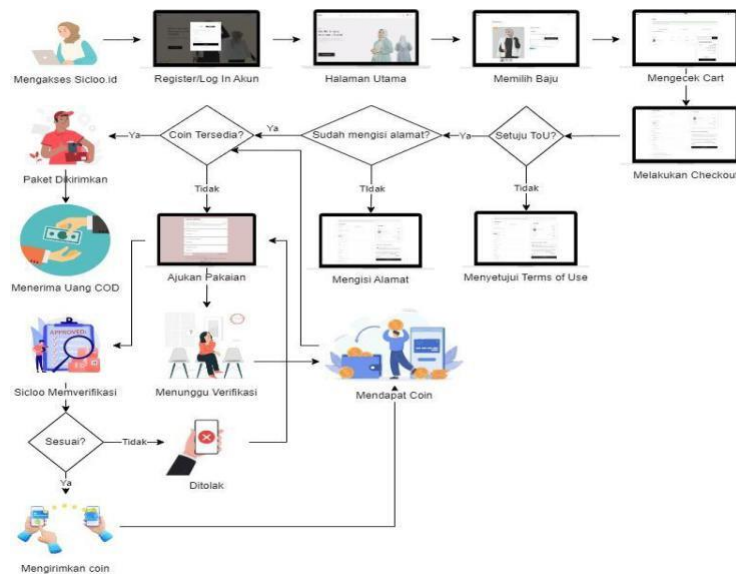 Mengakses Sicloo.id
Register/Log In Akun
Halaman Utama
Memilih Baju
Mengecek Cart
Ya
Coin Tersedia?
Ya
Sudah mengisi alamat?
Ya
Setuju ToU?
Melakukan Checkout
Paket Dikirimkan
Tidak
TIdak
Tidak
Menerima Uang COD
Ajukan Pakaian
Mengisi Alamat
Menyetujui Terms of Use
APPROVED
Sicloo Memverifikasi
Menunggu Verifikasi
Mendapat Coin
Sesuai?
Tidak
Ditolak
Ya
Mengirimkan coin